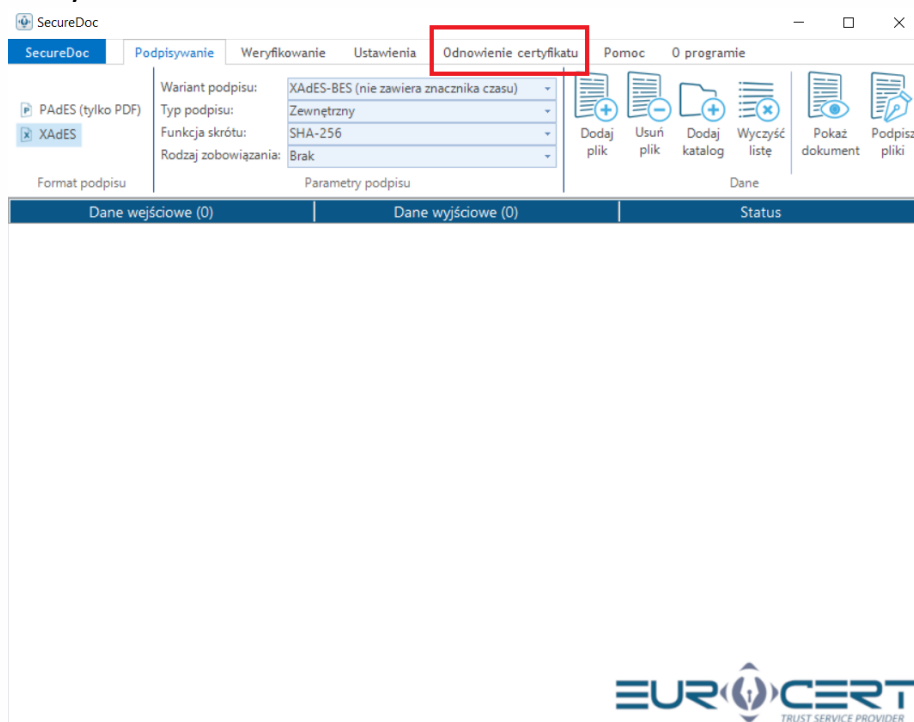 SecureDoc
SecureDoc Podpisywanie Weryfikowanie Ustawienia Odnowienie certyfikatu Pomoc O programie
PAdES (tylko PDF)
XAdES
Format podpisu
Wariant podpisu: XAdES-BES (nie zawiera znacznika czasu)
Typ podpisu: Zewnętrzny
Funkcja skrótu: SHA-256
Rodzaj zobowiązania: Brak
Parametry podpisu
Dodaj plik
Usuń plik
Dodaj katalog
Wyczyść listę
Pokaż dokument
Podpisz pliki
Dane
Dane wejściowe (0) Dane wyjściowe (0) Status
EUROCERT
TRUST SERVICE PROVIDER